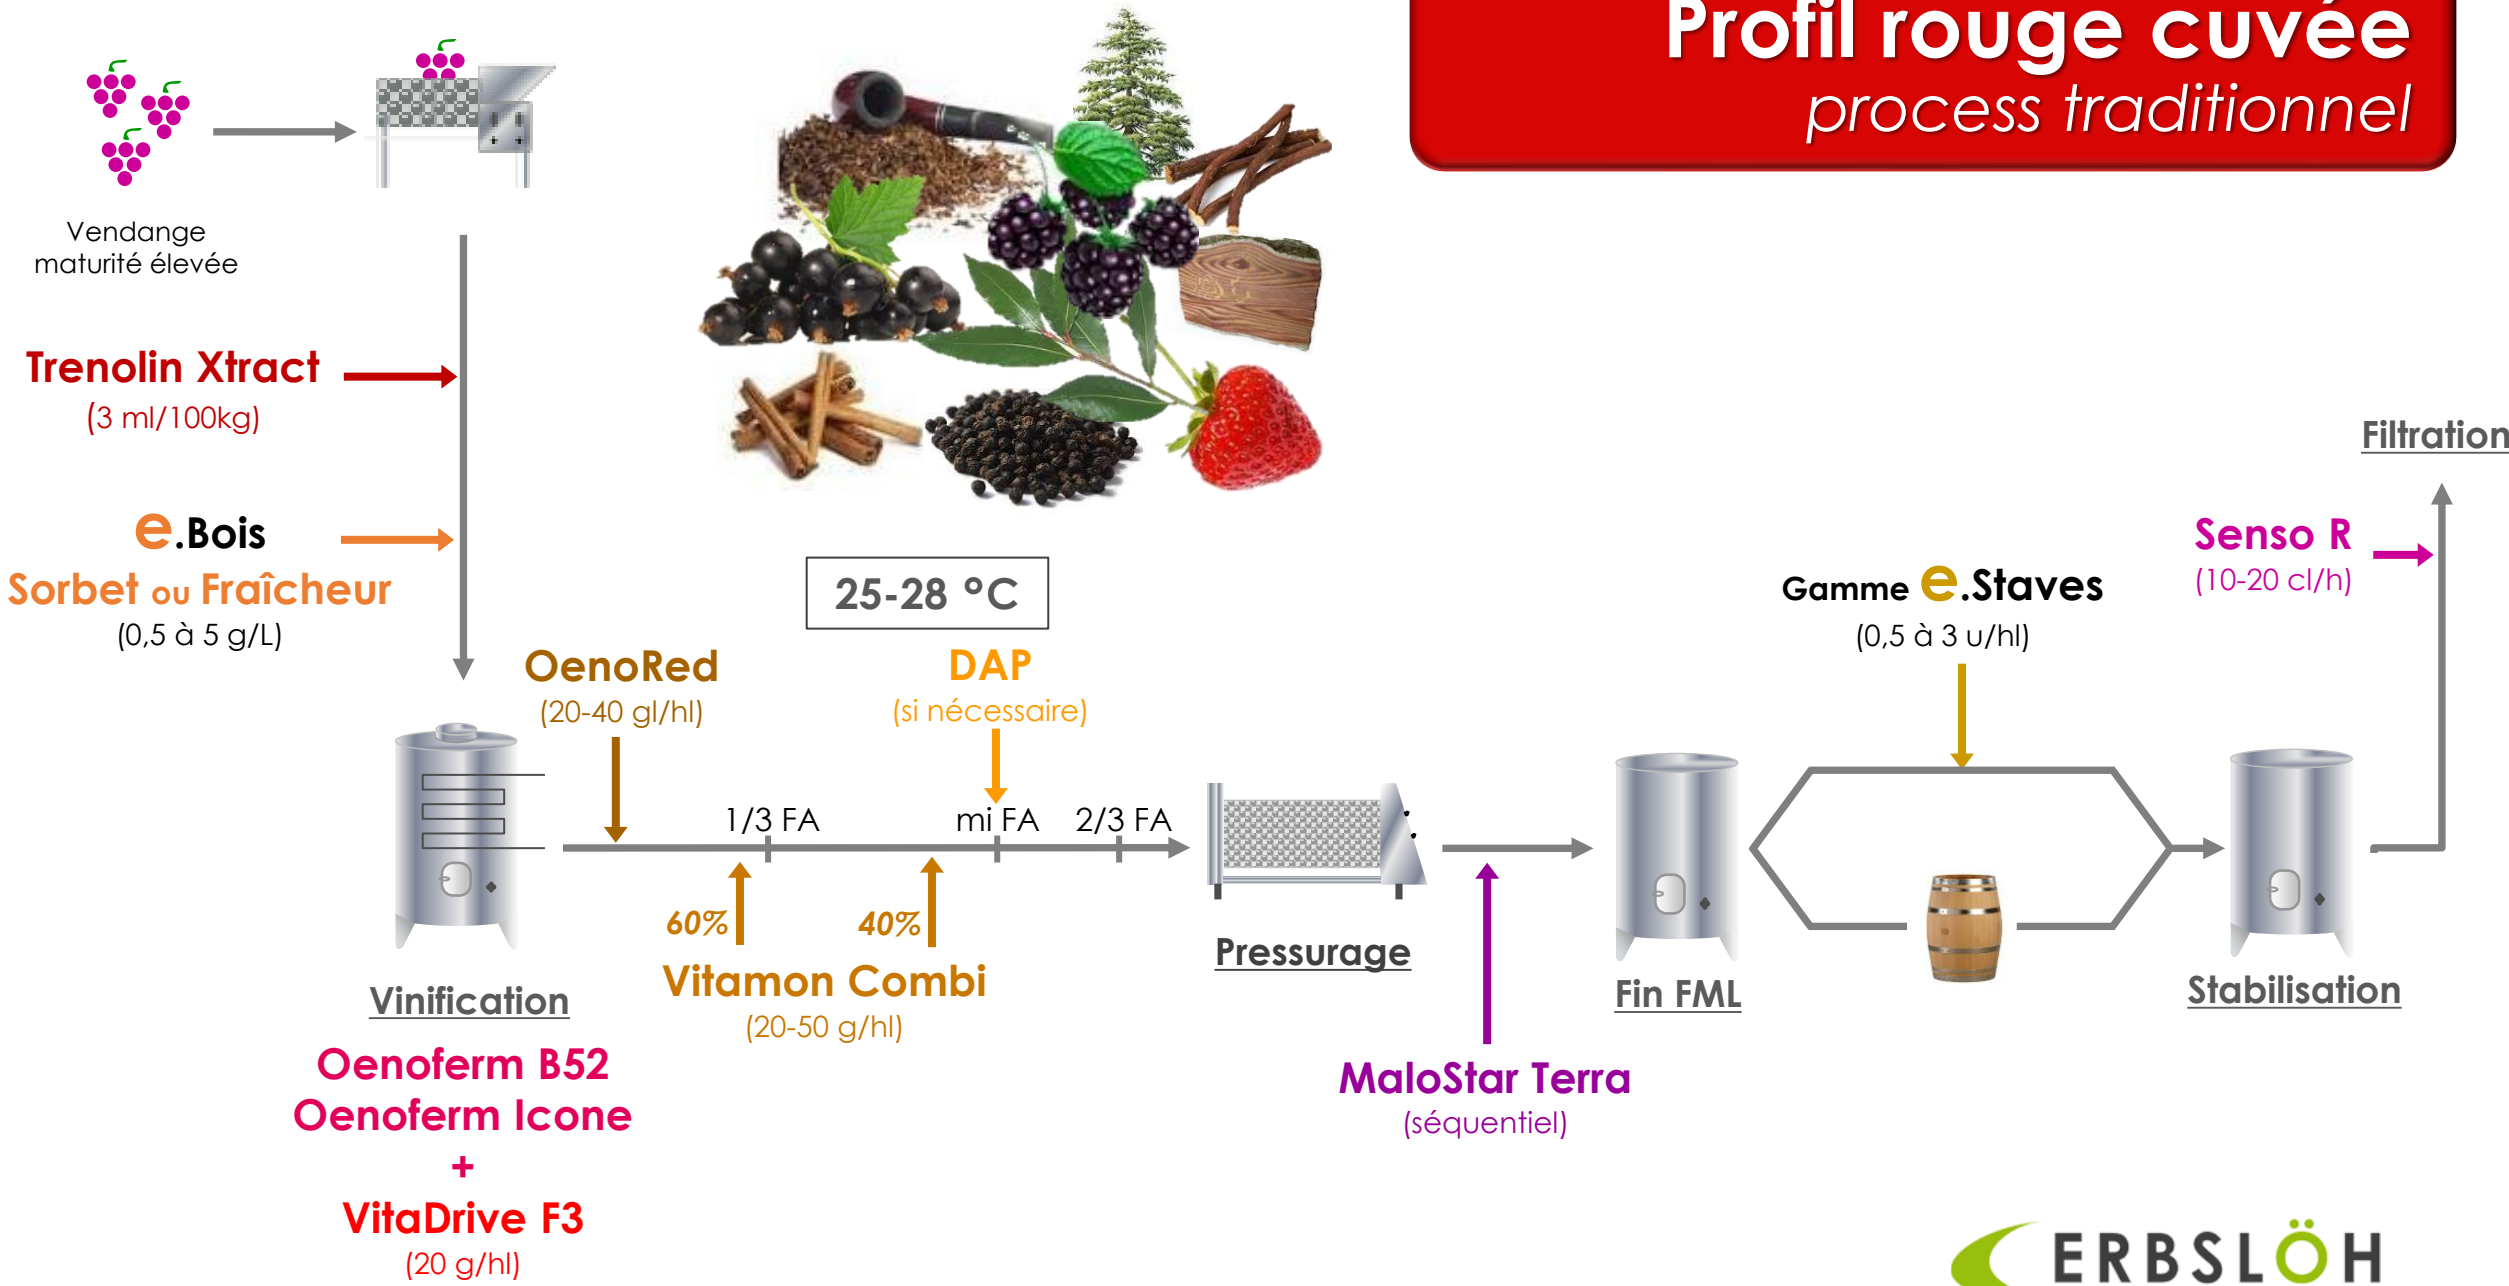 Profil rouge cuvée
process traditionnel
Vendange
maturité élevée
Trenolin Xtract
(3 ml/100kg)
e.Bois
Sorbet ou Fraîcheur
(0,5 à 5 g/L)
25-28 °C
OenoRed
(20-40 gl/hl)
DAP
(si nécessaire)
1/3 FA
mi FA
2/3 FA
60%
40%
Vitamon Combi
(20-50 g/hl)
Vinification
Oenoferm B52
Oenoferm Icone
+
VitaDrive F3
(20 g/hl)
Pressurage
MaloStar Terra
(séquentiel)
Fin FML
Gamme e.Staves
(0,5 à 3 u/hl)
Stabilisation
Senso R
(10-20 cl/h)
Filtration
ERBSLÖH